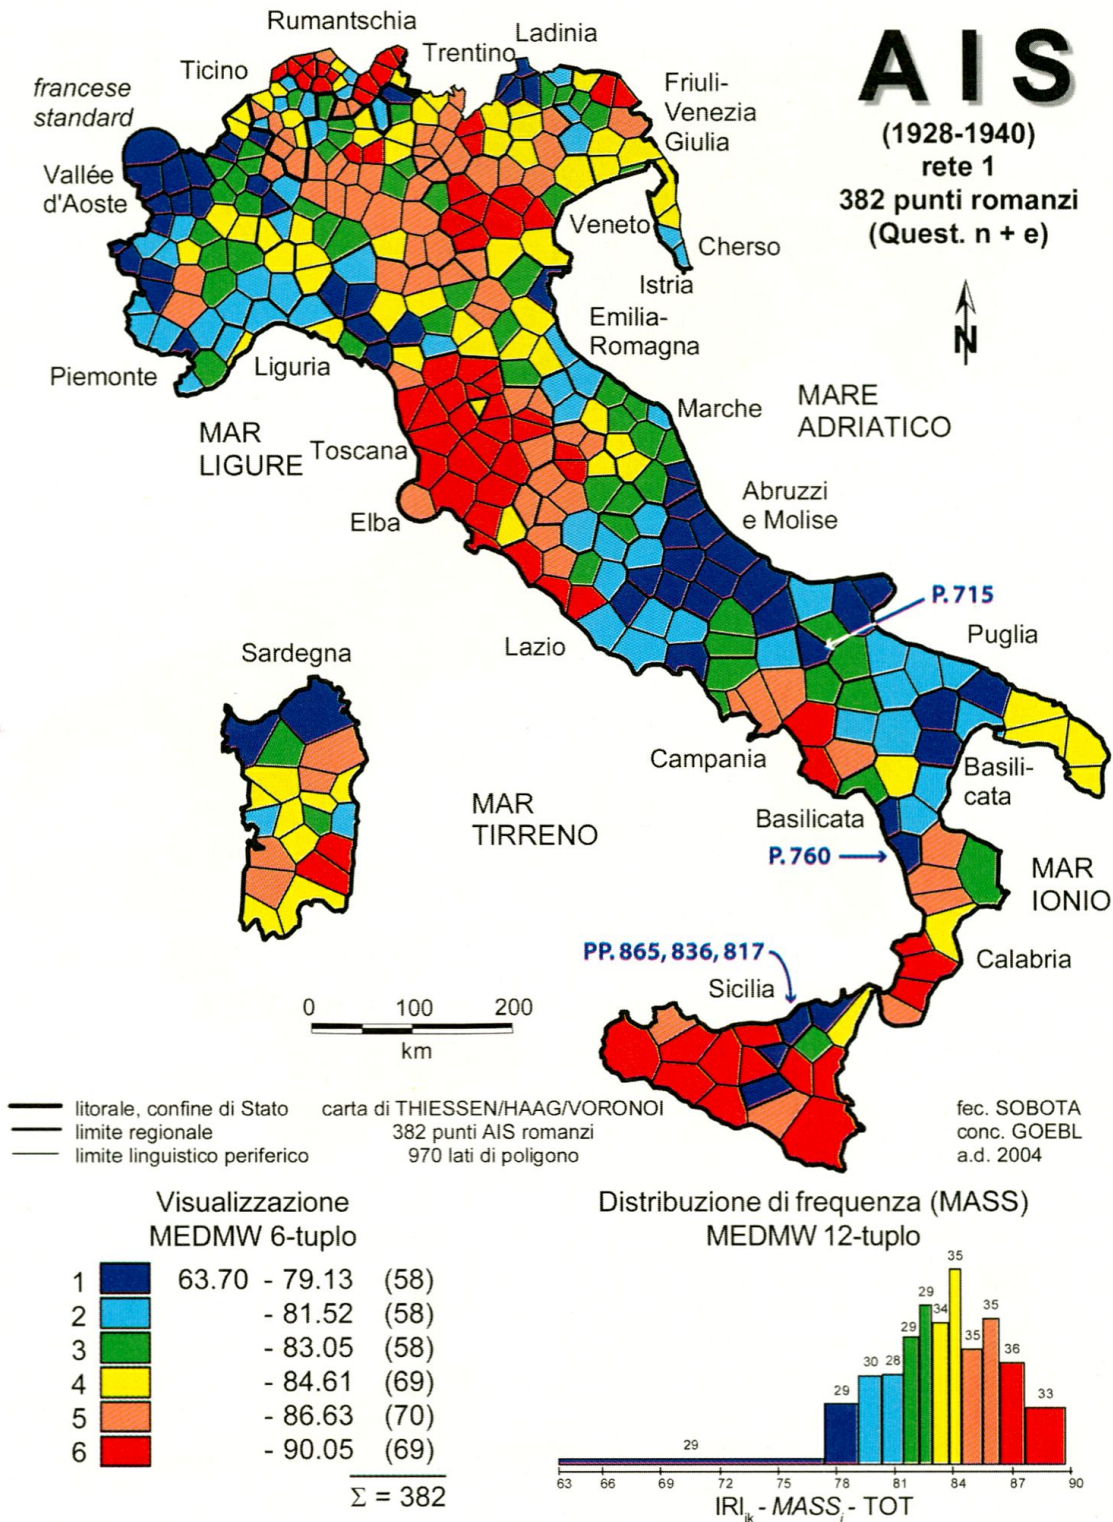 Rumantschia
Ladinia
Trentino
Ticino
francese
standard
Friuli-
Venezia
Giulia
Vallée
d'Aoste
Veneto
Cherso
Istria
Emilia-
Romagna
Piemonte
Liguria
Marche
MAR
LIGURE
Toscana
MARE
ADRIATICO
Elba
Abruzzi
e Molise
P. 715
Puglia
Lazio
Sardegna
Campania
Basili-
cata
MAR
TIRRENO
Basilicata
P. 760
MAR
IONIO
PP. 865, 836, 817
Calabria
Sicilia
AIS
(1928-1940)
rete 1
382 punti romanzi
(Quest. n + e)
N
0 100 200
km
litorale, confine di Stato
limite regionale
limite linguistico periferico
carta di THIESSEN/HAAG/VORONOI
382 punti AIS romanzi
970 lati di poligono
fec. SOBOTA
conc. GOEBL
a.d. 2004
Visualizzazione
MEDMW 6-tuplo
1 63.70 - 79.13 (58)
2 - 81.52 (58)
3 - 83.05 (58)
4 - 84.61 (69)
5 - 86.63 (70)
6 - 90.05 (69)
Σ = 382
Distribuzione di frequenza (MASS)
MEDMW 12-tuplo
29 29 30 28 29 29 34 35 35 35 36 33
63 66 69 72 75 78 81 84 87 90
IRIjk - MASSi - TOT